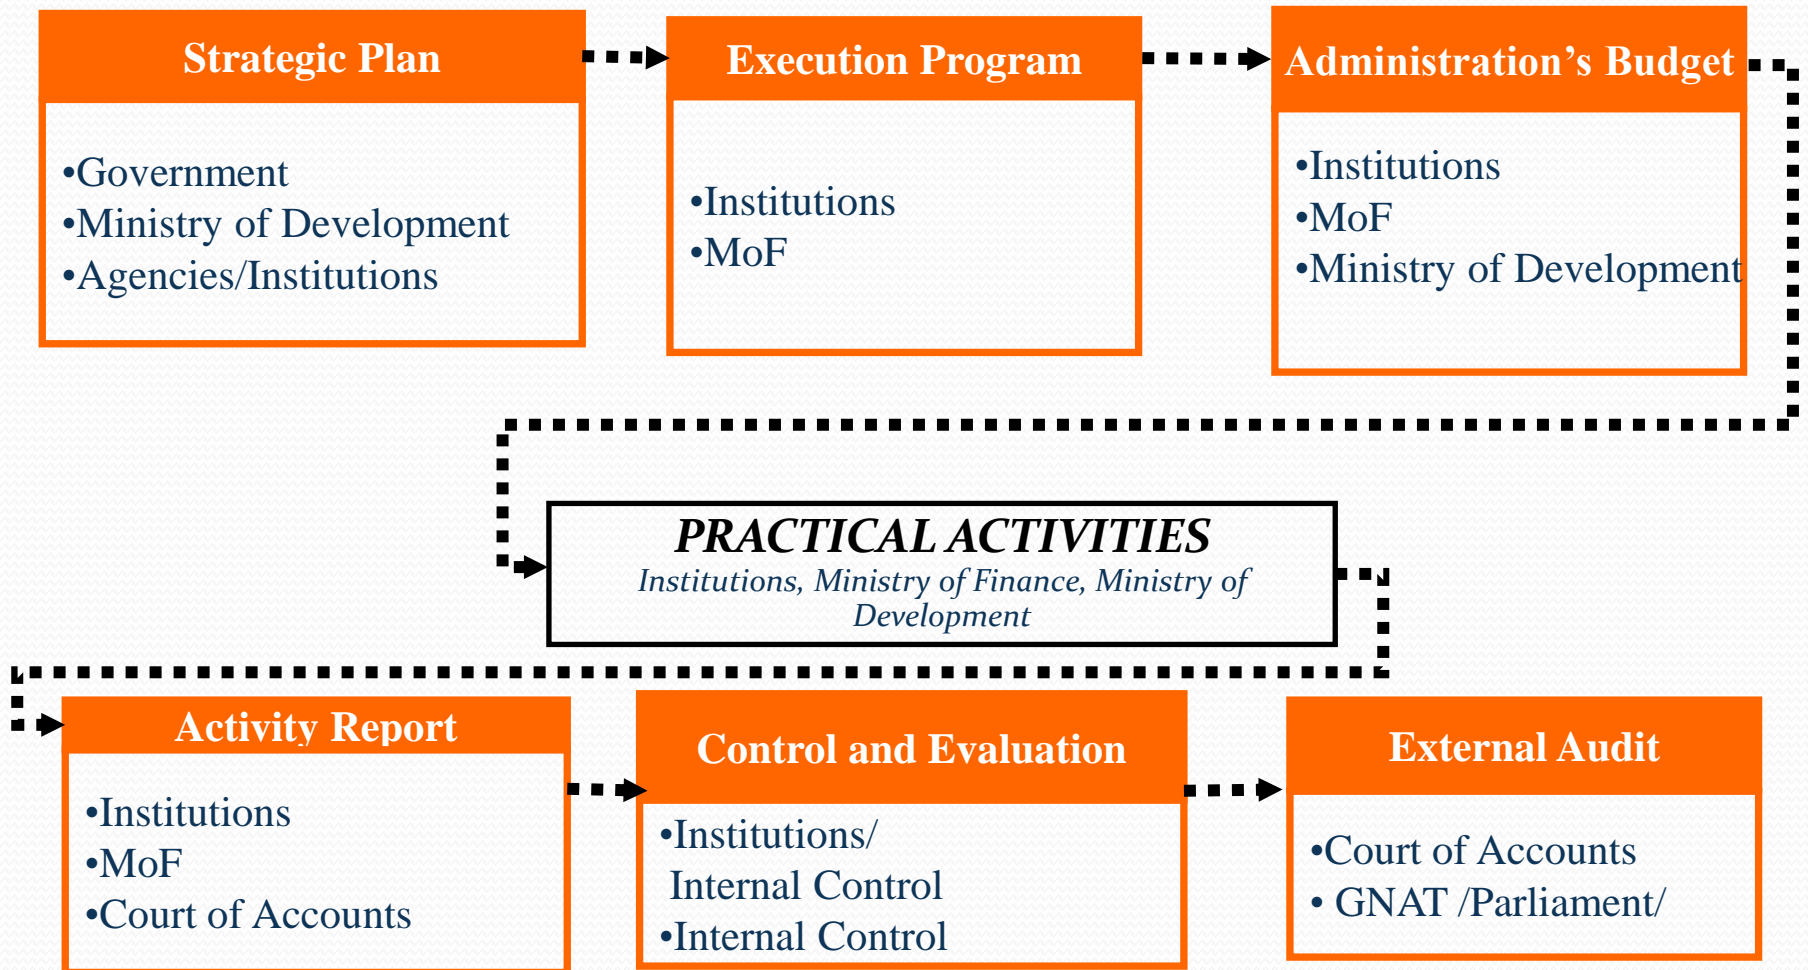 Strategic Plan
•Government
•Ministry of Development
•Agencies/Institutions
Execution Program
•Institutions
•MoF
Administration’s Budget
•Institutions
•MoF
•Ministry of Development
PRACTICAL ACTIVITIES
Institutions, Ministry of Finance, Ministry of
Development
Activity Report
•Institutions
•MoF
•Court of Accounts
Control and Evaluation
•Institutions/
Internal Control
•Internal Control
External Audit
•Court of Accounts
• GNAT /Parliament/